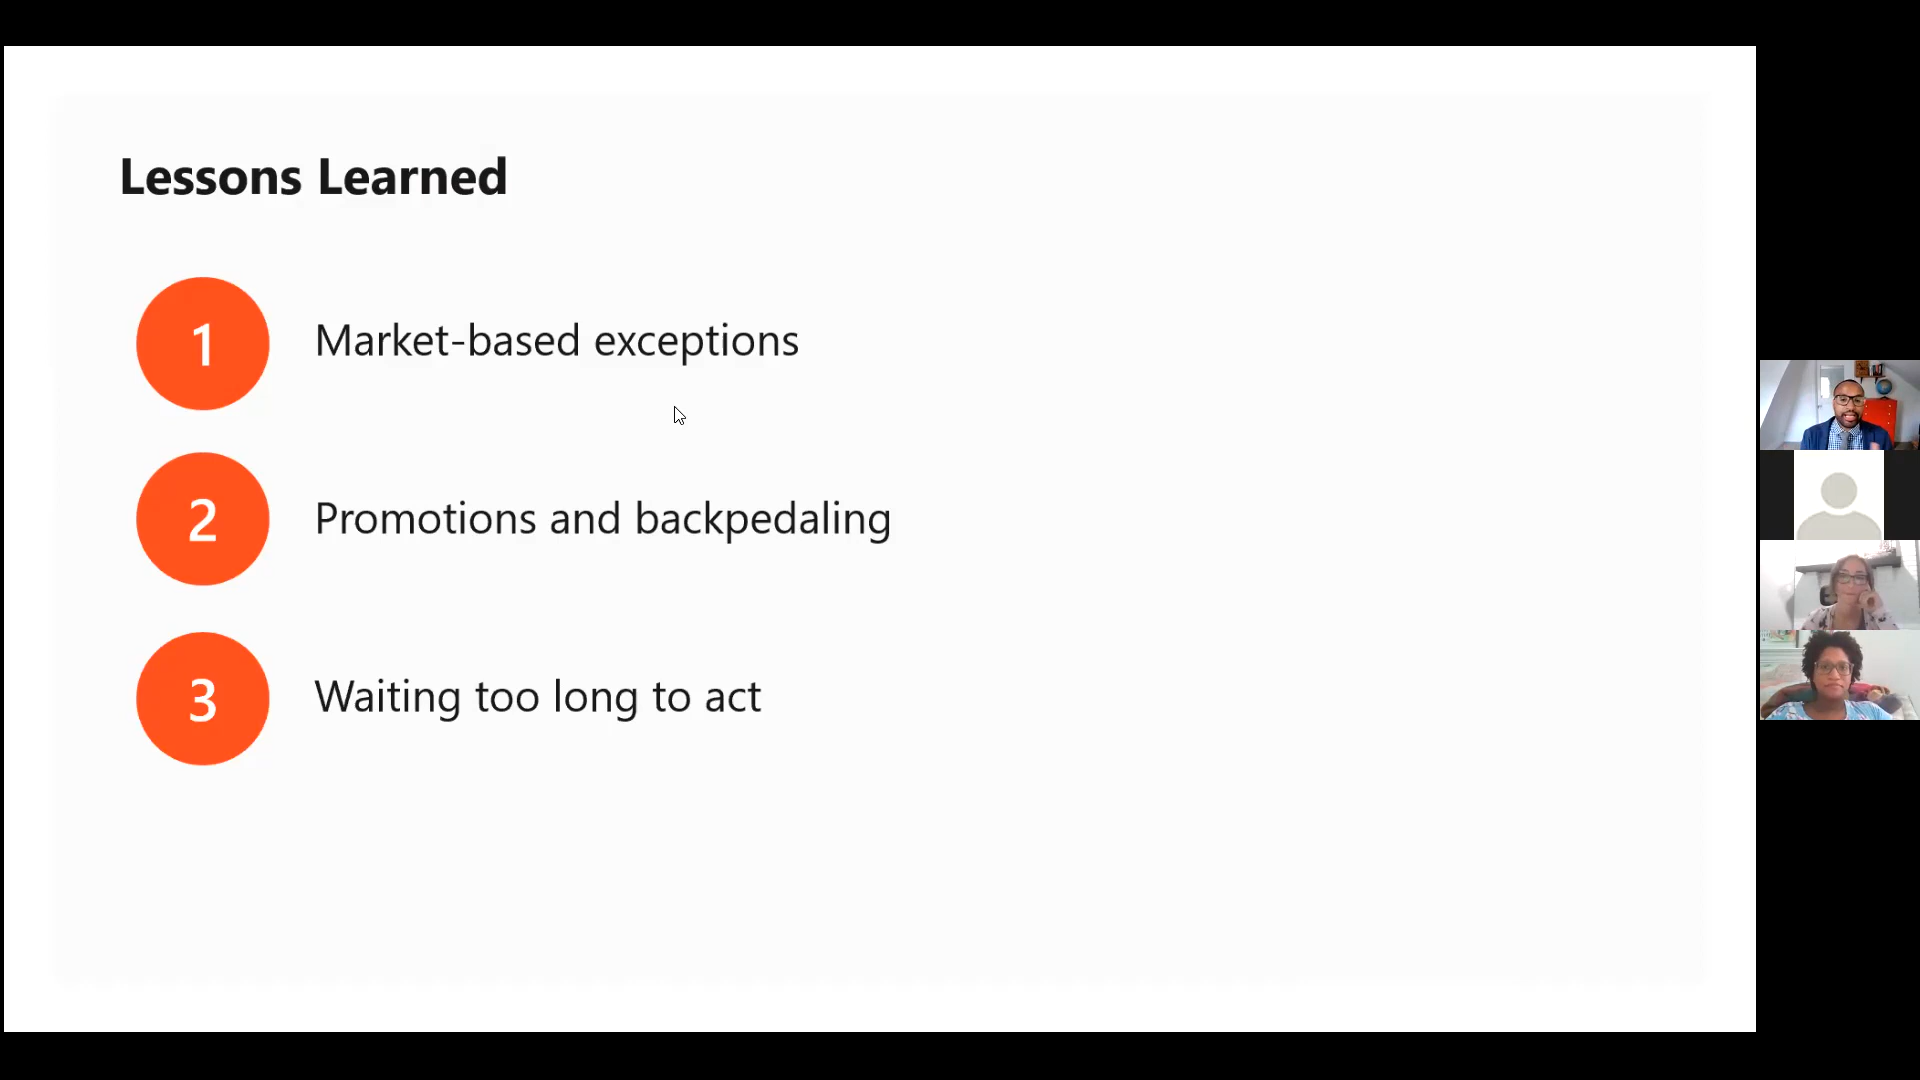 Lessons Learned
1
Market-based exceptions
2
Promotions and backpedaling
3
Waiting too long to act